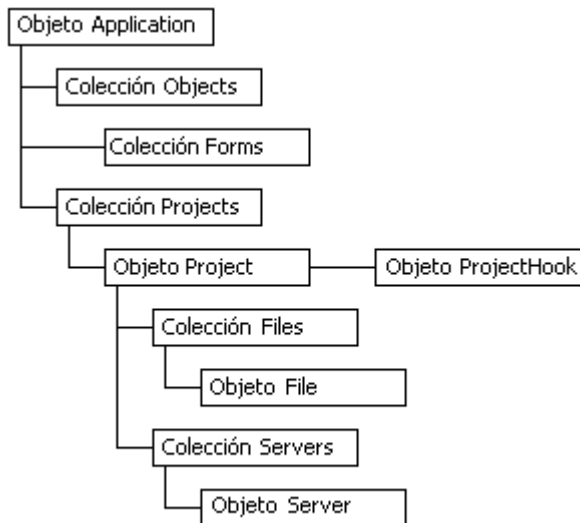 Objeto Application
Colección Objects
Colección Forms
Colección Projects
Objeto Project
Objeto ProjectHook
Colección Files
Objeto File
Colección Servers
Objeto Server